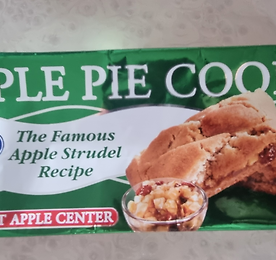 PLE PIE COO
The Famous
Apple Strudel
Recipe
T APPLE CENTER